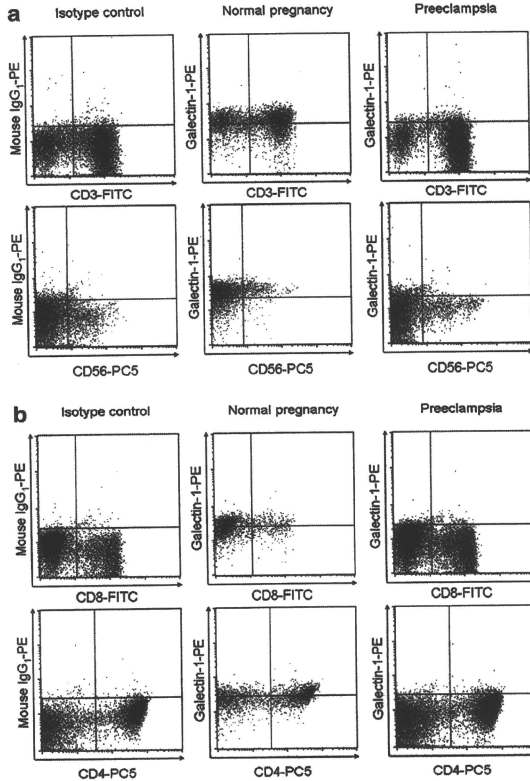 a
Isotype control
Normal pregnancy
Preeclampsia
Mouse IgG1-PE
Galectin-1-PE
Galectin-1-PE
CD3-FITC
CD3-FITC
CD3-FITC
Mouse IgG1-PE
Galectin-1-PE
Galectin-1-PE
CD56-PC5
CD56-PC5
CD56-PC5
b
Isotype control
Normal pregnancy
Preeclampsia
Mouse IgG1-PE
Galectin-1-PE
Galectin-1-PE
CD8-FITC
CD8-FITC
CD8-FITC
Mouse IgG1-PE
Galectin-1-PE
Galectin-1-PE
CD4-PC5
CD4-PC5
CD4-PC5